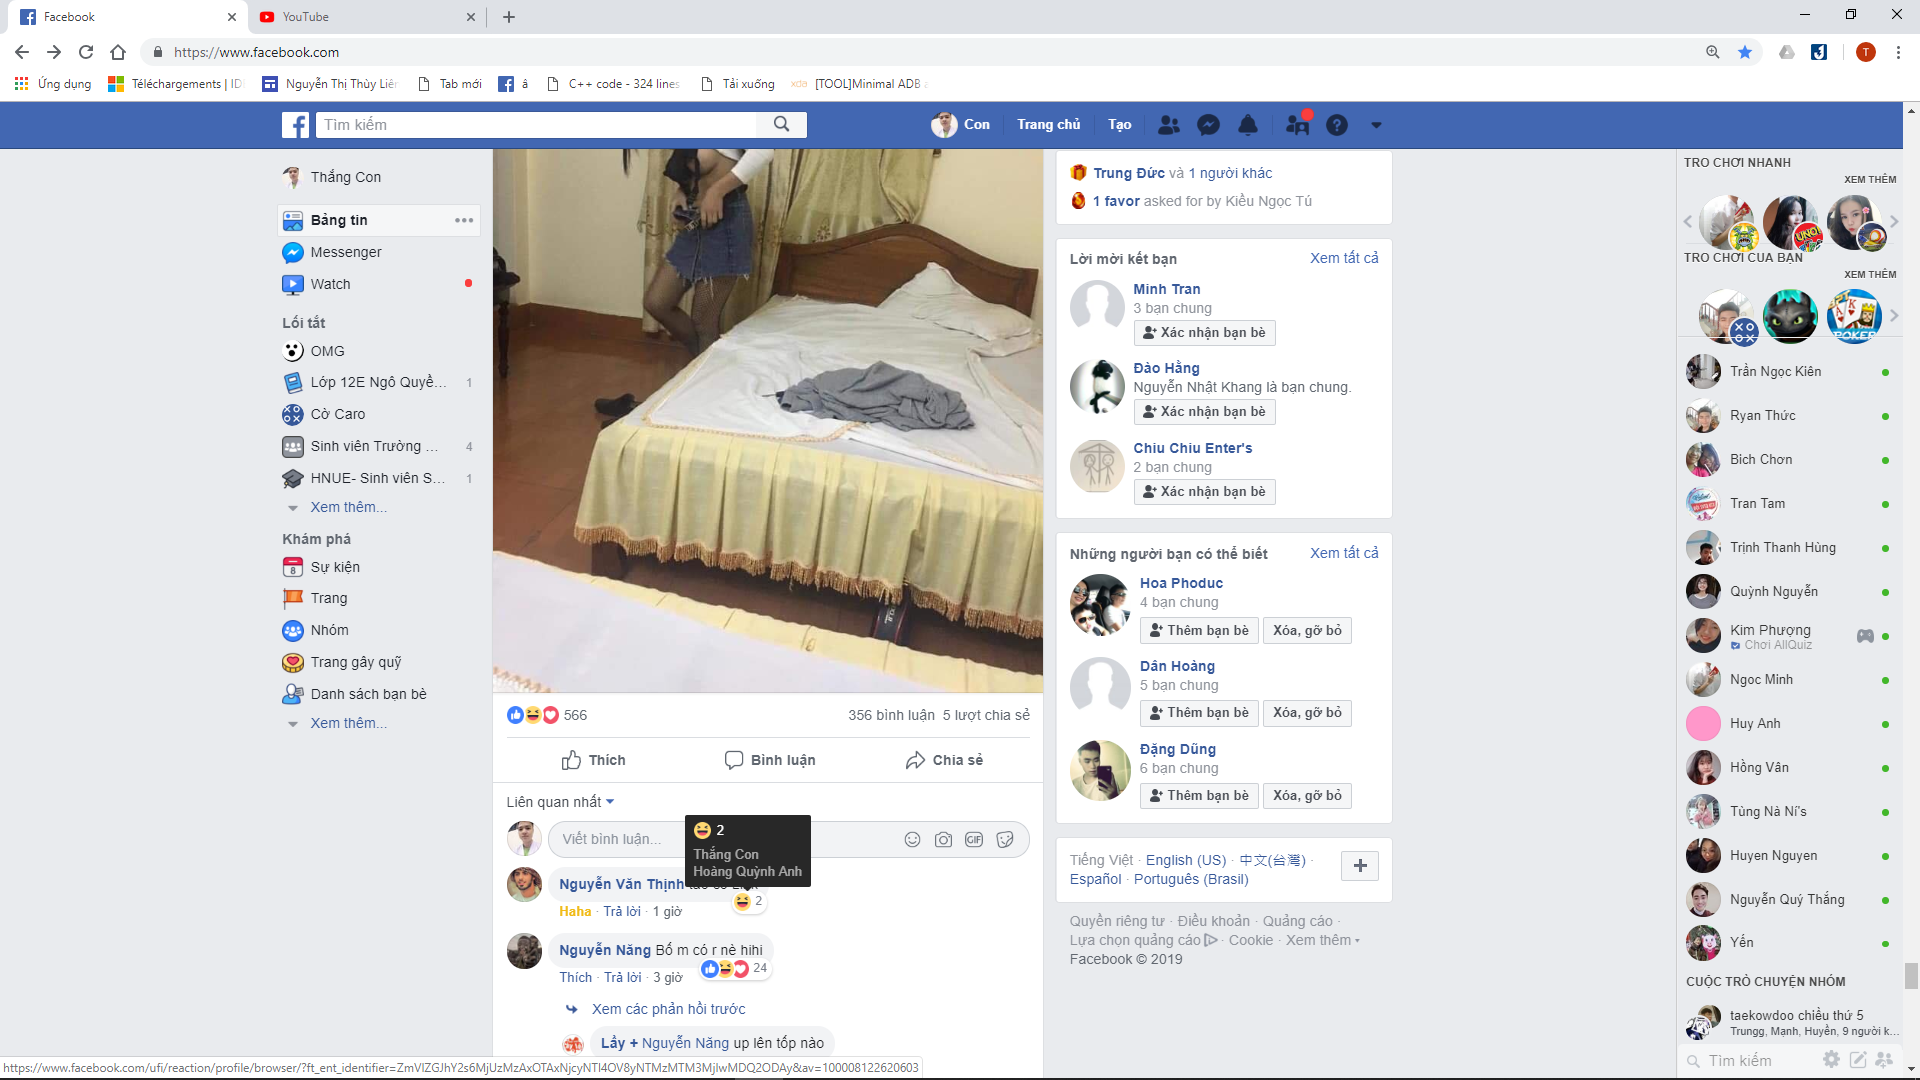 Facebook
YouTube
https://www.facebook.com
T
Ứng dụng
Téléchargements | ID
Nguyễn Thị Thùy Liên
Tab mới
â
C++ code - 324 lines
Tải xuống
xda
[TOOL]Minimal ADB a
Tìm kiếm
Con
Trang chủ
Tạo
Thắng Con
Bảng tin
Messenger
Watch
Lối tắt
OMG
Lớp 12E Ngô Quyề... 1
Cờ Caro
Sinh viên Trường ... 4
HNUE- Sinh viên S... 1
Xem thêm...
Khám phá
8
Sự kiện
Trang
Nhóm
Trang gây quỹ
Danh sách bạn bè
Xem thêm...
566
356 bình luận 5 lượt chia sẻ
Thích
Bình luận
Chia sẻ
Liên quan nhất
Viết bình luận...
GIF
2
Thắng Con
Hoàng Quỳnh Anh
Nguyễn Văn Thịnh
2
Haha · Trả lời · 1 giờ
Nguyễn Năng Bố m có r nè hihi
24
Thích · Trả lời · 3 giờ
Xem các phản hồi trước
Lầy + Nguyễn Năng up lên tốp nào
https://www.facebook.com/ufi/reaction/profile/browser/?ft_ent_identifier=ZmVlZGJhY2s6MjUzMzAxOTAxNjcyNTI4OV8yNTMzMTM3MjIwMDQ2ODAy&av=100008122620603
Trung Đức và 1 người khác
1 favor asked for by Kiều Ngọc Tú
Lời mời kết bạn
Xem tất cả
Minh Tran
3 bạn chung
Xác nhận bạn bè
Đào Hằng
Nguyễn Nhật Khang là bạn chung.
Xác nhận bạn bè
Chiu Chiu Enter's
2 bạn chung
Xác nhận bạn bè
Những người bạn có thể biết
Xem tất cả
Hoa Phoduc
4 bạn chung
Thêm bạn bè
Xóa, gỡ bỏ
Dân Hoàng
5 bạn chung
Thêm bạn bè
Xóa, gỡ bỏ
Đặng Dũng
6 bạn chung
Thêm bạn bè
Xóa, gỡ bỏ
Tiếng Việt · English (US) · 中文(台灣) ·
Español · Português (Brasil)
Quyền riêng tư · Điều khoản · Quảng cáo ·
Lựa chọn quảng cáo · Cookie · Xem thêm
Facebook © 2019
TRÒ CHƠI NHANH
XEM THÊM
UNO
TRÒ CHƠI CỦA BẠN
XEM THÊM
POKER
Trần Ngọc Kiên
Ryan Thức
Bich Chơn
Tran Tam
Trịnh Thanh Hùng
Quỳnh Nguyễn
Kim Phượng
Chơi AllQuiz
Ngoc Minh
Huy Anh
Hồng Vân
Tùng Nà Ní's
Huyen Nguyen
Nguyễn Quý Thắng
Yến
CUỘC TRÒ CHUYỆN NHÓM
taekowdoo chiều thứ 5
Trungg, Mạnh, Huyền, 9 người k...
Tìm kiếm